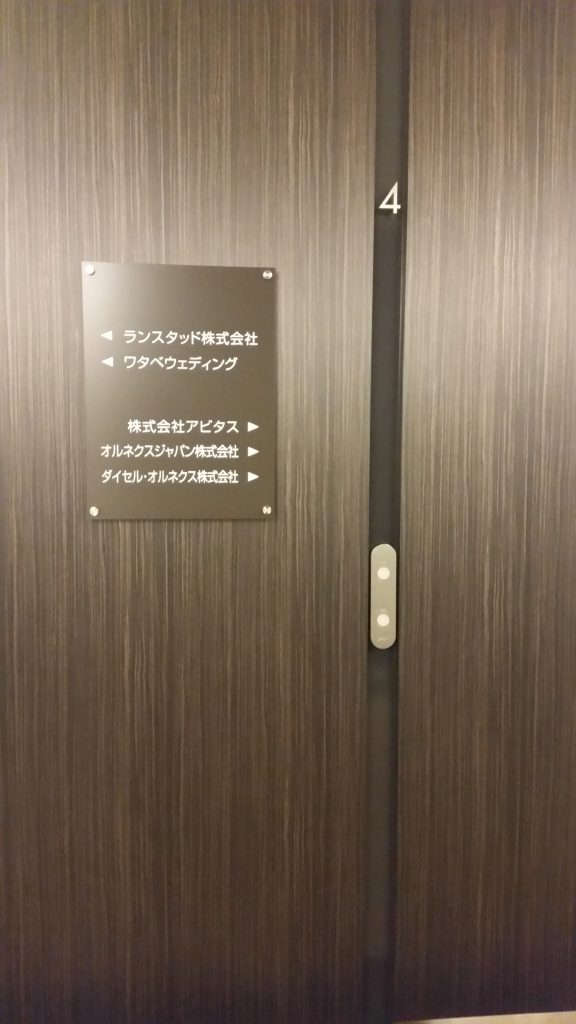 4
◀ ランスタッド株式会社
◀ ワタベウェディング
株式会社アビタス ▶
オルネクスジャパン株式会社 ▶
ダイセル・オルネクス株式会社 ▶